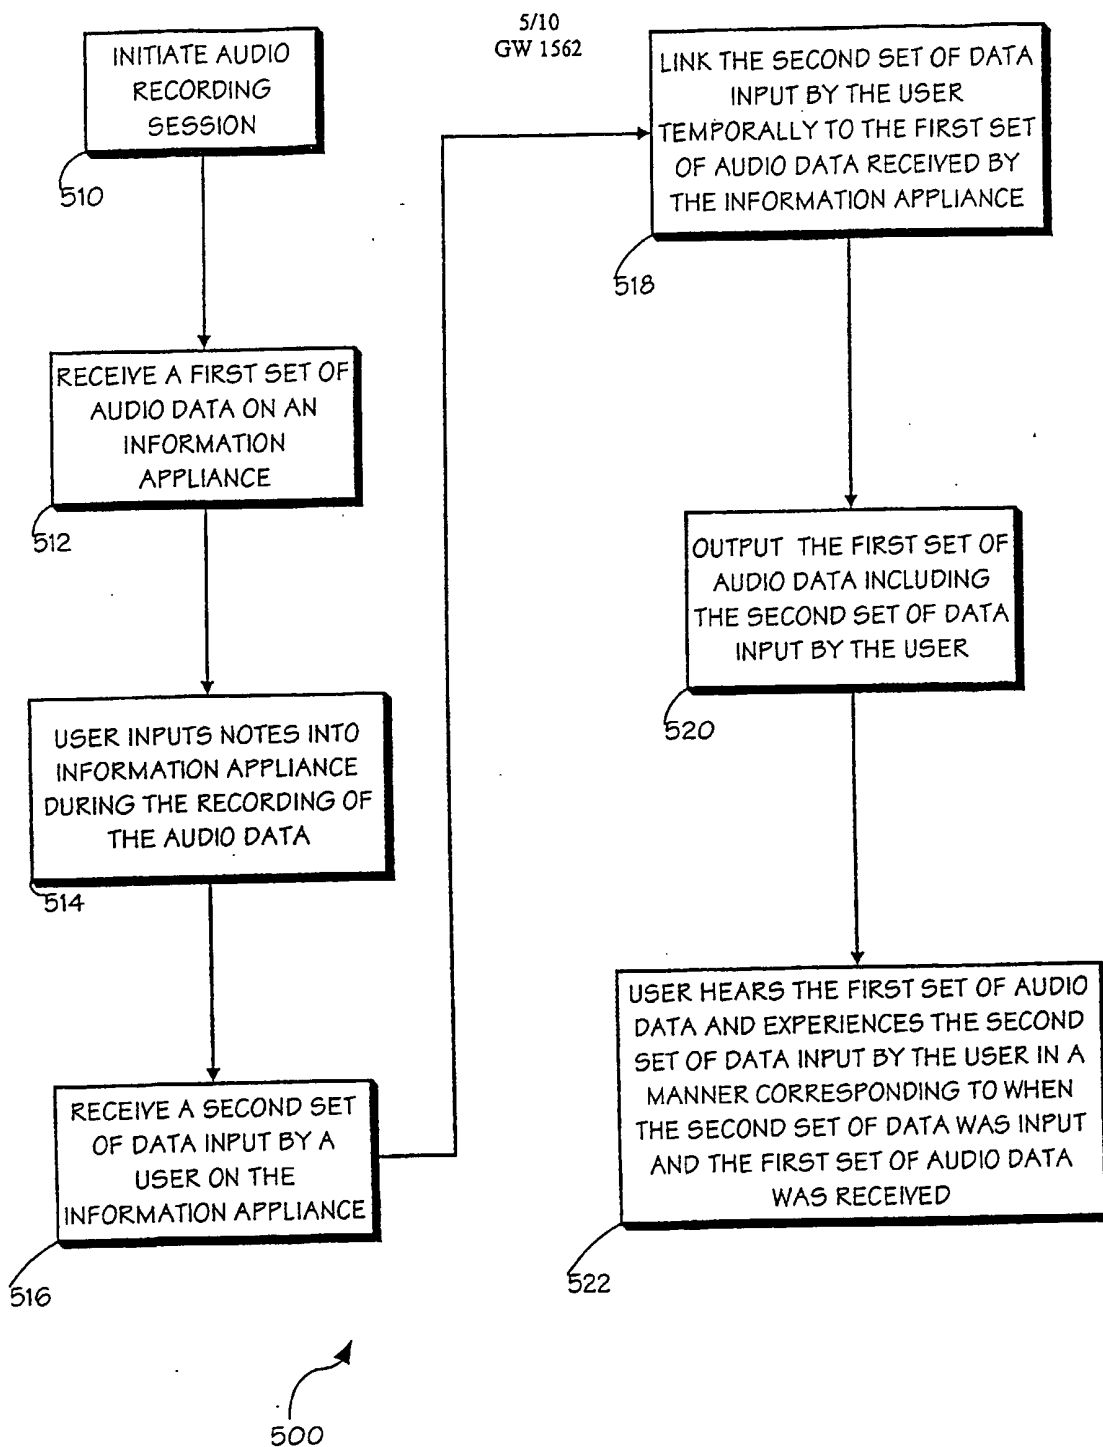 5/10
GW 1562
INITIATE AUDIO
RECORDING
SESSION
510
RECEIVE A FIRST SET OF
AUDIO DATA ON AN
INFORMATION
APPLIANCE
512
USER INPUTS NOTES INTO
INFORMATION APPLIANCE
DURING THE RECORDING OF
THE AUDIO DATA
514
RECEIVE A SECOND SET
OF DATA INPUT BY A
USER ON THE
INFORMATION APPLIANCE
516
LINK THE SECOND SET OF DATA
INPUT BY THE USER
TEMPORALLY TO THE FIRST SET
OF AUDIO DATA RECEIVED BY
THE INFORMATION APPLIANCE
518
OUTPUT THE FIRST SET OF
AUDIO DATA INCLUDING
THE SECOND SET OF DATA
INPUT BY THE USER
520
USER HEARS THE FIRST SET OF AUDIO
DATA AND EXPERIENCES THE SECOND
SET OF DATA INPUT BY THE USER IN A
MANNER CORRESPONDING TO WHEN
THE SECOND SET OF DATA WAS INPUT
AND THE FIRST SET OF AUDIO DATA
WAS RECEIVED
522
500